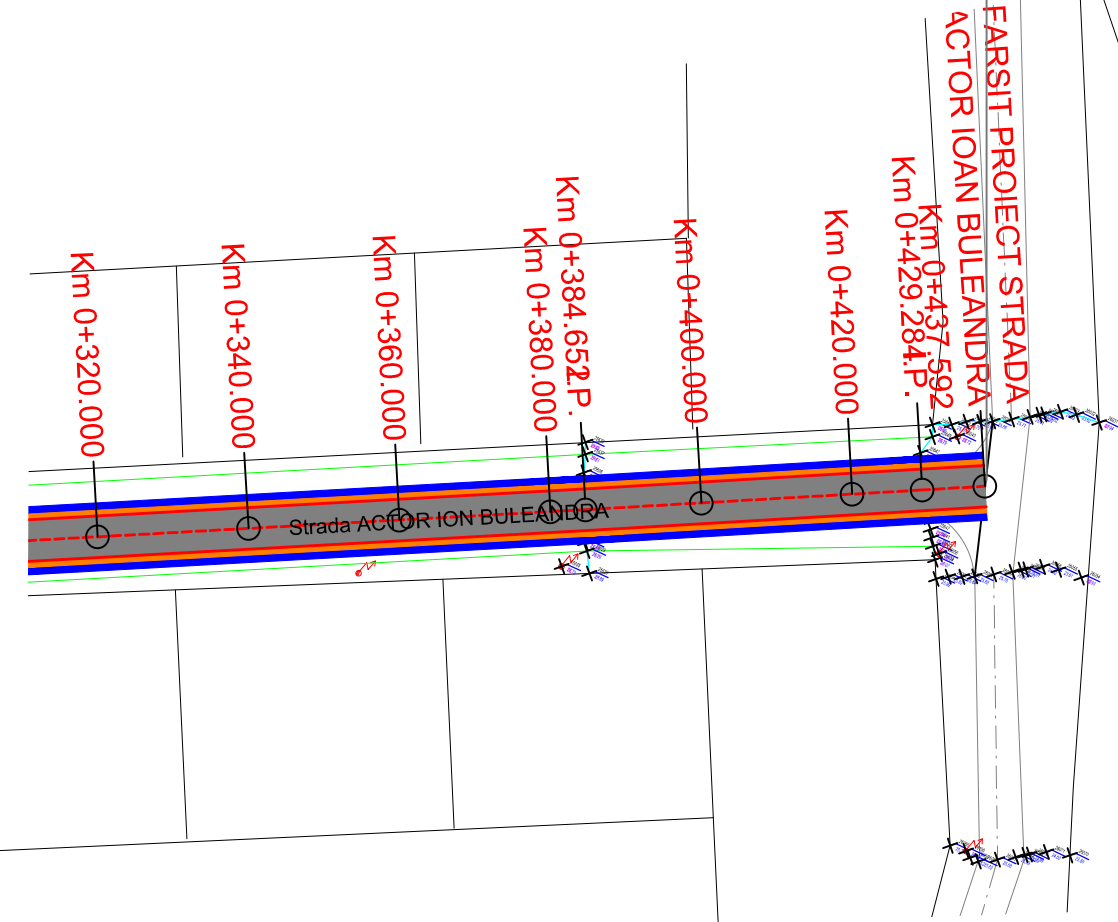 Km 0+320.000
Km 0+340.000
Km 0+360.000
Km 0+380.000
Km 0+384.652
T.P.
Km 0+400.000
Km 0+420.000
Km 0+429.284
T.P.
Km 0+437.592
FARSIT PROIECT STRADA
ACTOR IOAN BULEANDRA
Strada ACTOR ION BULEANDRA